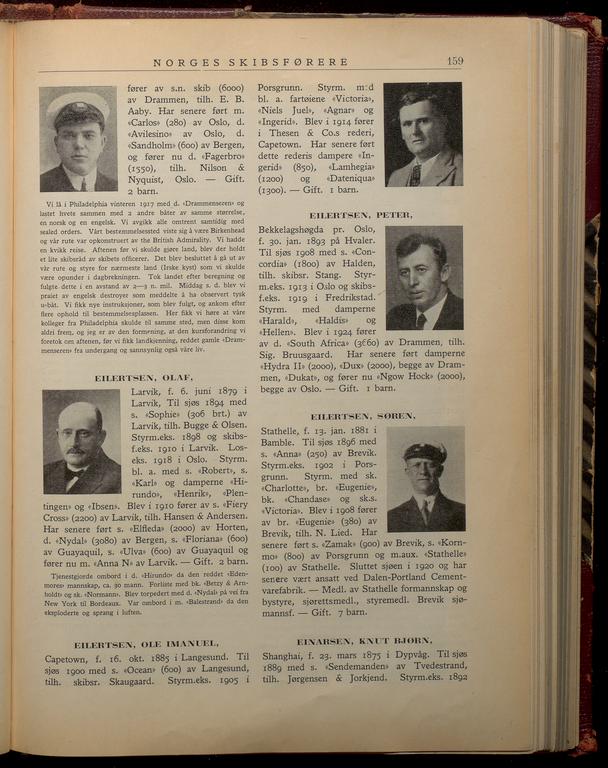 NORGES SKIBSFØRERE 159
fører av s.n. skib (6000)
av Drammen, tilh. E. B.
Aaby. Har senere ført m.
«Carlos» (280) av Oslo, d.
«Avilesino» av Oslo, d.
«Sandholm» (600) av Bergen,
og fører nu d. «Fagerbro»
(1550), tilh. Nilson &
Nyquist, Oslo. — Gift.
2 barn.
Vi lå i Philadelphia vinteren 1917 med d. «Drammenseren» og
lastet hvete sammen med 2 andre båter av samme størrelse,
en norsk og en engelsk. Vi avgikk alle omtrent samtidig med
sealed orders. Vårt bestemmelsessted viste sig å være Birkenhead
og vår rute var opkonstruert av the British Admirality. Vi hadde
en kvikk reise. Aftenen før vi skulde gjøre land, blev der holdt
et lite skibsråd av skibets officerer. Det blev besluttet å gå ut av
vår rute og styre for nærmeste land (Irske kyst) som vi skulde
være opunder i dagbrekningen. Tok landet efter beregning og
fulgte dette i en avstand av 2—3 n. mil. Middag s. d. blev vi
praiet av engelsk destroyer som meddelte å ha observert tysk
u-båt. Vi fikk nye instruksjoner, som blev fulgt, og ankom efter
flere ophold til bestemmelsesplassen. Her fikk vi høre at våre
kolleger fra Philadelphia skulde til samme sted, men disse kom
aldri frem, og jeg er av den formening, at den kursforandring vi
foretok om aftenen, før vi fikk landkjenning, reddet gamle «Dram-
menseren» fra undergang og sannsynlig også våre liv.
EILERTSEN, OLAF,
Larvik, f. 6. juni 1879 i
Larvik, Til sjøs 1894 med
s. «Sophie» (306 brt.) av
Larvik, tilh. Bugge & Olsen.
Styrm.eks. 1898 og skibs-
f.eks. 1910 i Larvik. Los-
eks. 1918 i Oslo. Styrm.
bl. a. med s. «Robert», s.
«Karl» og damperne «Hi-
rundo», «Henrik», «Plen-
tingen» og «Ibsen». Blev i 1910 fører av s. «Fiery
Cross» (2200) av Larvik, tilh. Hansen & Andersen.
Har senere ført s. «Elfleda» (2000) av Horten,
d. «Nydal» (3080) av Bergen, s. «Floriana» (600)
av Guayaquil, s. «Ulva» (600) av Guayaquil og
fører nu m. «Anna N» av Larvik. — Gift. 2 barn.
Tjenestgjorde ombord i d. «Hirundo» da den reddet «Eden-
mores» mannskap, ca. 30 mann. Forliste med bk. «Betzy & Arn-
holdt» og sk. «Normann». Blev torpedert med d. «Nydal» på vei fra
New York til Bordeaux. Var ombord i m. «Balestrand» da den
eksploderte og sprang i luften.
EILERTSEN, OLE IMANUEL,
Capetown, f. 16. okt. 1885 i Langesund. Til
sjøs 1900 med s. «Ocean» (600) av Langesund,
tilh. skibsr. Skaugaard. Styrm.eks. 1905 i
Porsgrunn. Styrm. med
bl. a. fartøiene «Victoria»,
«Niels Juel», «Agnar» og
«Ingerid». Blev i 1914 fører
i Thesen & Co.s rederi,
Capetown. Har senere ført
dette rederis dampere «In-
gerid» (850), «Lamhegia»
(1200) og «Dateniqua»
(1300). — Gift. 1 barn.
EILERTSEN, PETER,
Bekkelagshøgda pr. Oslo,
f. 30. jan. 1893 på Hvaler.
Til sjøs 1908 med s. «Con-
cordia» (1800) av Halden,
tilh. skibsr. Stang. Styr-
m.eks. 1913 i Oslo og skibs-
f.eks. 1919 i Fredrikstad.
Styrm. med damperne
«Harald», «Haldis» og
«Hellen». Blev i 1924 fører
av d. «South Africa» (3660) av Drammen, tilh.
Sig. Bruusgaard. Har senere ført damperne
«Hydra II» (2000), «Dux» (2000), begge av Dram-
men, «Dukat», og fører nu «Ngow Hock» (2000),
begge av Oslo. — Gift. 1 barn.
EILERTSEN, SØREN,
Stathelle, f. 13. jan. 1881 i
Bamble. Til sjøs 1896 med
s. «Anna» (250) av Brevik.
Styrm.eks. 1902 i Pors-
grunn. Styrm. med sk.
«Charlotte», br. «Eugenie»,
bk. «Chandase» og sk.s.
«Victoria». Blev i 1908 fører
av br. «Eugenie» (380) av
Brevik, tilh. N. Lied. Har
senere ført s. «Zamak» (900) av Brevik, s. «Korn-
mo» (800) av Porsgrunn og m.aux. «Stathelle»
(100) av Stathelle. Sluttet sjøen i 1920 og har
senere vært ansatt ved Dalen-Portland Cement-
varefabrik. — Medl. av Stathelle formannskap og
bystyre, sjørettsmedl., styremedl. Brevik sjø-
mannsf. — Gift. 7 barn.
EINARSEN, KNUT BJØRN,
Shanghai, f. 23. mars 1875 i Dypvåg. Til sjøs
1889 med s. «Sendemanden» av Tvedestrand,
tilh. Jørgensen & Jorkjend. Styrm.eks. 1892